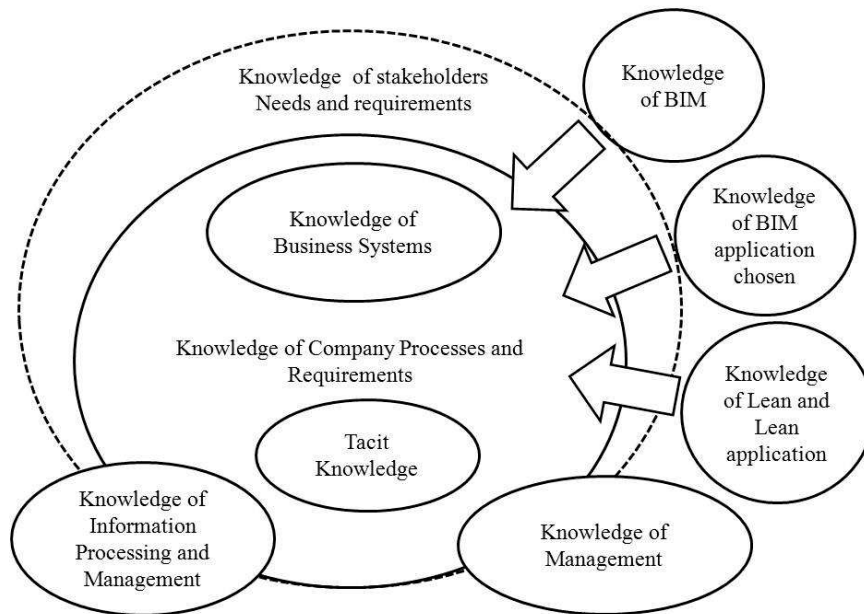 Knowledge of stakeholders
Needs and requirements
Knowledge
of BIM
Knowledge of
Business Systems
Knowledge
of BIM
application
chosen
Knowledge of Company Processes and
Requirements
Knowledge
of Lean and
Lean
application
Tacit
Knowledge
Knowledge of
Information
Processing and
Management
Knowledge of
Management